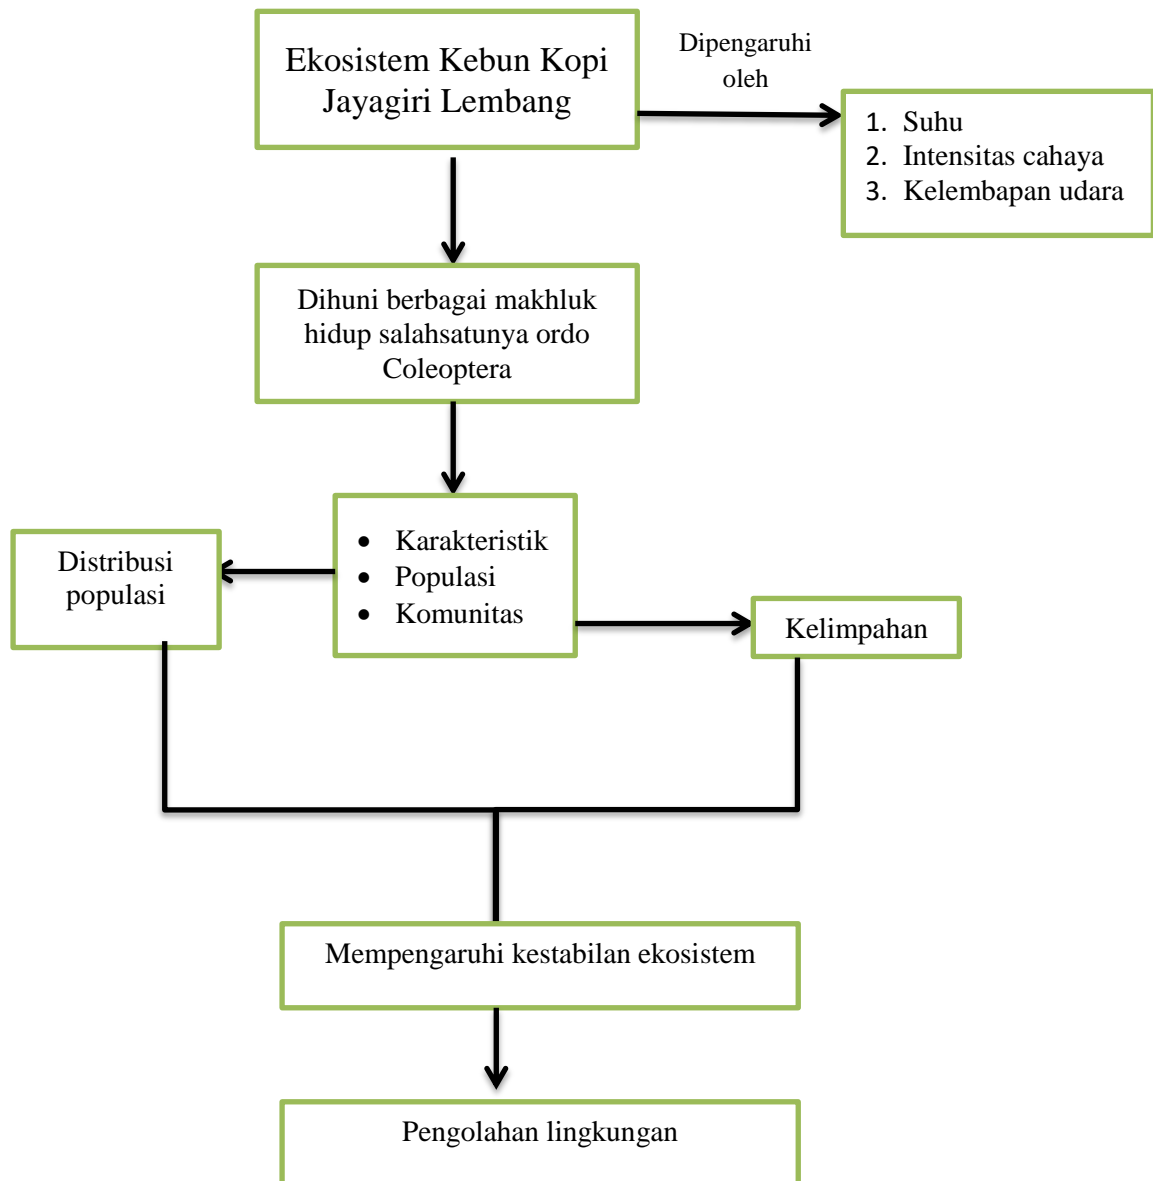 Ekosistem Kebun Kopi
Jayagiri Lembang
Dipengaruhi
oleh
1. Suhu
2. Intensitas cahaya
3. Kelembapan udara
Dihuni berbagai makhluk
hidup salahsatunya ordo
Coleoptera
• Karakteristik
• Populasi
• Komunitas
Distribusi
populasi
Kelimpahan
Mempengaruhi kestabilan ekosistem
Pengolahan lingkungan